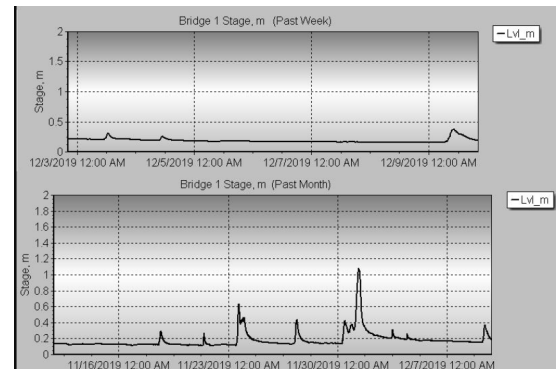 Bridge 1 Stage, m (Past Week)
Lvl_m
2
1.5
1
0.5
0
Stage, m
12/3/2019 12:00 AM 12/5/2019 12:00 AM 12/7/2019 12:00 AM 12/9/2019 12:00 AM
Bridge 1 Stage, m (Past Month)
Lvl_m
2
1.8
1.6
1.4
1.2
1
0.8
0.6
0.4
0.2
0
Stage, m
11/16/2019 12:00 AM 11/23/2019 12:00 AM 11/30/2019 12:00 AM 12/7/2019 12:00 AM